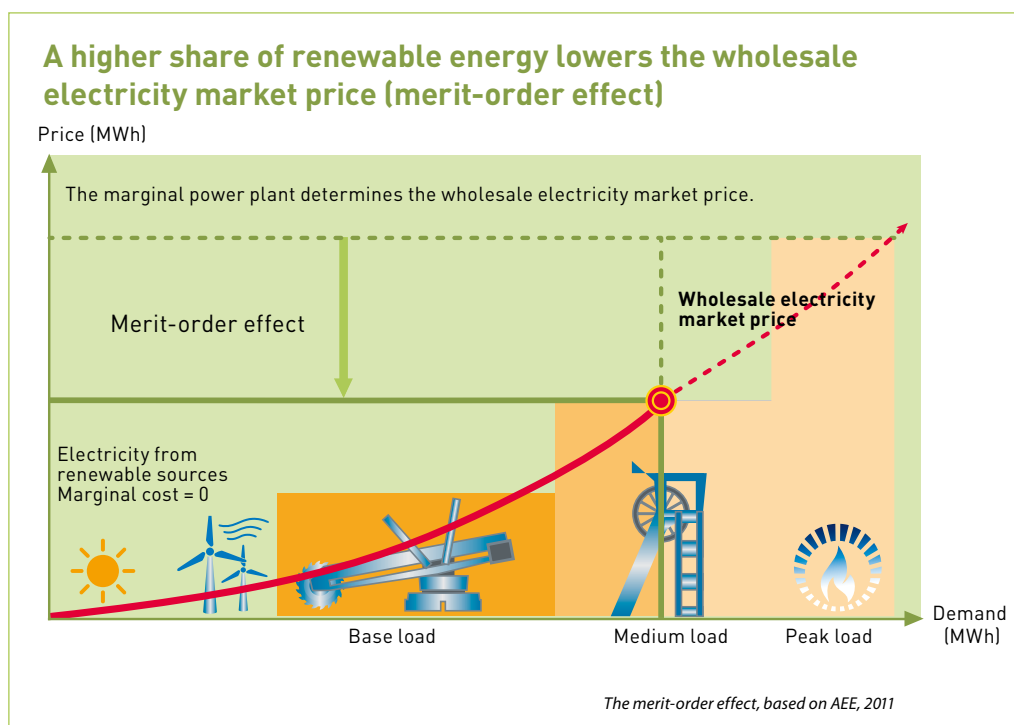 A higher share of renewable energy lowers the wholesale
electricity market price (merit-order effect)
Price (MWh)
The marginal power plant determines the wholesale electricity market price.
Wholesale electricity
market price
Merit-order effect
Electricity from
renewable sources
Marginal cost = 0
Demand
(MWh)
Base load
Medium load
Peak load
The merit-order effect, based on AEE, 2011